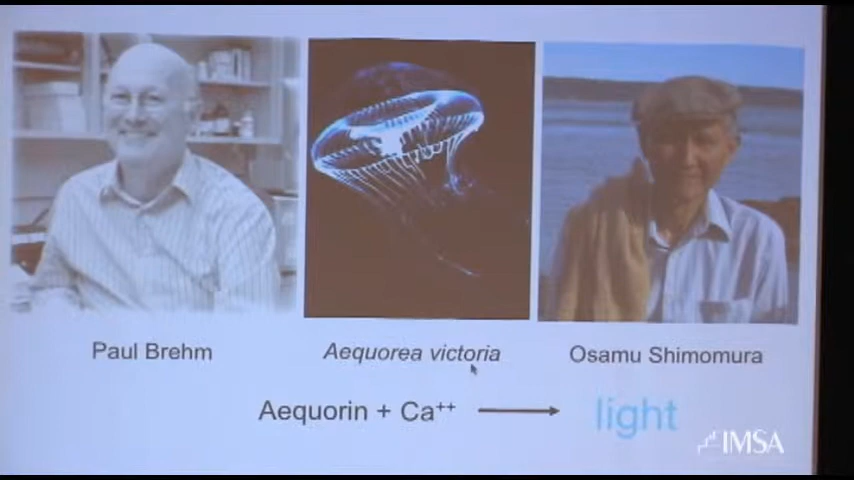 Paul Brehm
Aequorea victoria
Osamu Shimomura
Aequorin + Ca⁺⁺ → light
IMSA